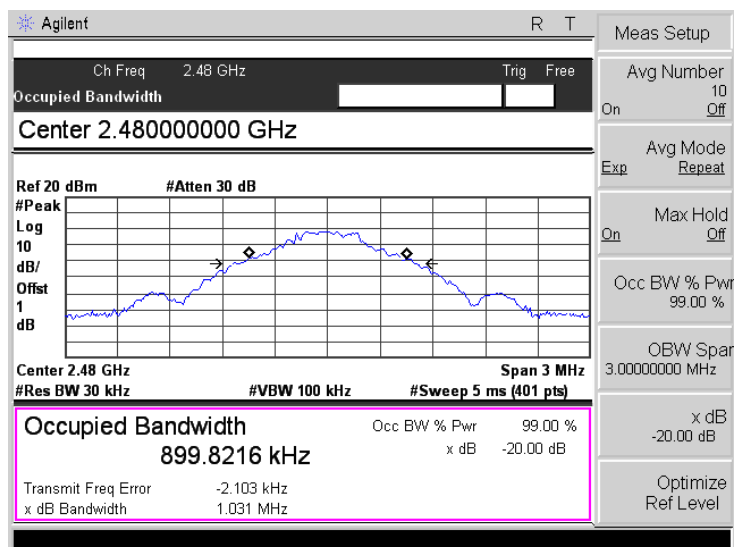 Agilent R T
Ch Freq 2.48 GHz Trig Free
Occupied Bandwidth
Center 2.480000000 GHz
Ref 20 dBm #Atten 30 dB
#Peak
Log
10
dB/
Offst
1
dB
Center 2.48 GHz Span 3 MHz
#Res BW 30 kHz #VBW 100 kHz #Sweep 5 ms (401 pts)
Occupied Bandwidth Occ BW % Pwr 99.00 %
899.8216 kHz x dB -20.00 dB
Transmit Freq Error -2.103 kHz
x dB Bandwidth 1.031 MHz
Meas Setup
Avg Number
10
On Off
Avg Mode
Exp Repeat
Max Hold
On Off
Occ BW % Pwr
99.00 %
OBW Spar
3.00000000 MHz
x dB
-20.00 dB
Optimize
Ref Level